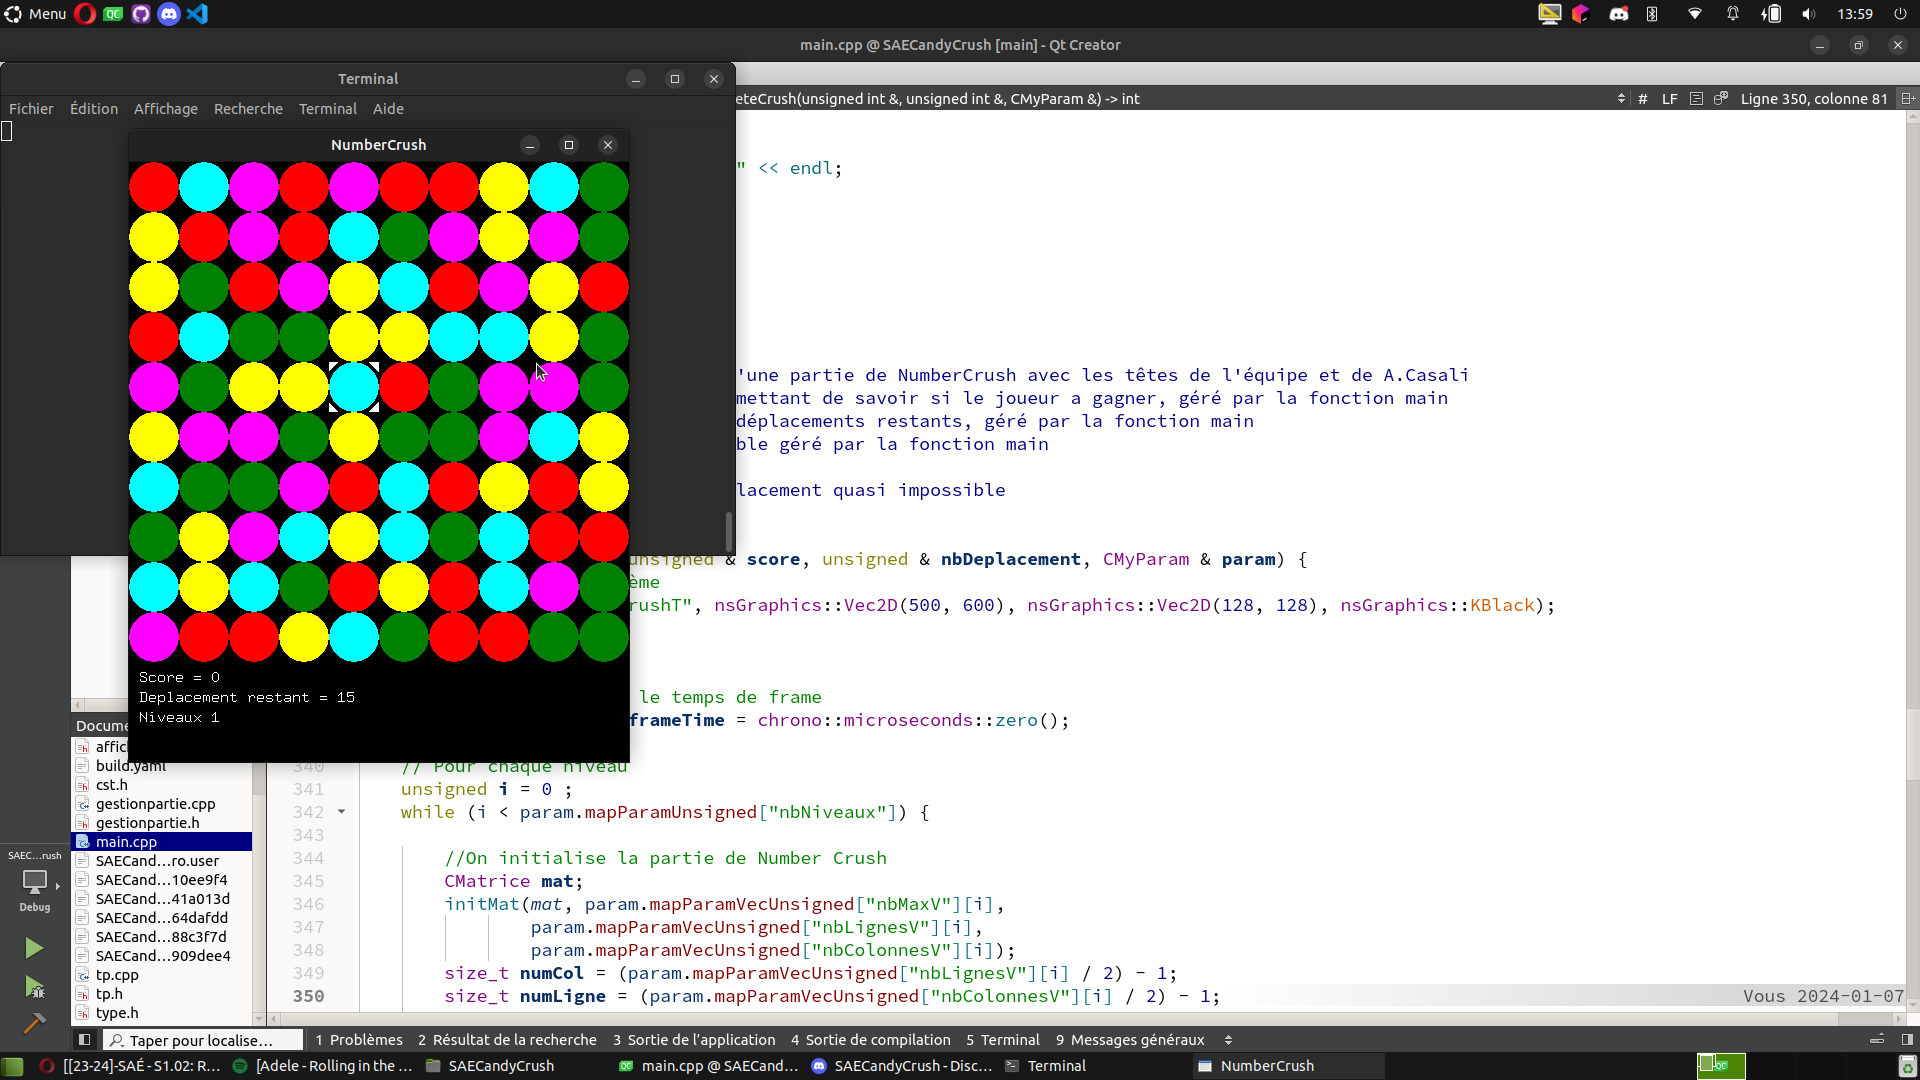 Menu
13:59
main.cpp @ SAECandyCrush [main] - Qt Creator
Terminal
Fichier Édition Affichage Recherche Terminal Aide
eteCrush(unsigned int &, unsigned int &, CMyParam &) -> int
# LF Ligne 350, colonne 81
NumberCrush
" << endl;
'une partie de NumberCrush avec les têtes de l'équipe et de A.Casali
mettant de savoir si le joueur a gagner, géré par la fonction main
déplacements restants, géré par la fonction main
ble géré par la fonction main
lacement quasi impossible
unsigned & score, unsigned & nbDeplacement, CMyParam & param) {
ème
rushT", nsGraphics::Vec2D(500, 600), nsGraphics::Vec2D(128, 128), nsGraphics::KBlack);
le temps de frame
frameTime = chrono::microseconds::zero();
Score = 0
Deplacement restant = 15
Niveaux 1
340 // Pour chaque niveau
341 unsigned i = 0 ;
342 while (i < param.mapParamUnsigned["nbNiveaux"]) {
343
344 //On initialise la partie de Number Crush
345 CMatrice mat;
346 initMat(mat, param.mapParamVecUnsigned["nbMaxV"][i],
347 param.mapParamVecUnsigned["nbLignesV"][i],
348 param.mapParamVecUnsigned["nbColonnesV"][i]);
349 size_t numCol = (param.mapParamVecUnsigned["nbLignesV"][i] / 2) - 1;
350 size_t numLigne = (param.mapParamVecUnsigned["nbColonnesV"][i] / 2) - 1;
Vous 2024-01-07
Docume
affic
build.yaml
cst.h
gestionpartie.cpp
gestionpartie.h
main.cpp
SAECand...ro.user
SAECand...10ee9f4
SAECand...41a013d
SAECand...64dafdd
SAECand...88c3f7d
SAECand...909dee4
tp.cpp
tp.h
type.h
SAEC...rush
Debug
Taper pour localise...
1 Problèmes 2 Résultat de la recherche 3 Sortie de l'application 4 Sortie de compilation 5 Terminal 9 Messages généraux
[[23-24]-SAÉ - S1.02: R... [Adele - Rolling in the ... SAECandyCrush main.cpp @ SAECand... SAECandyCrush - Disc... Terminal NumberCrush